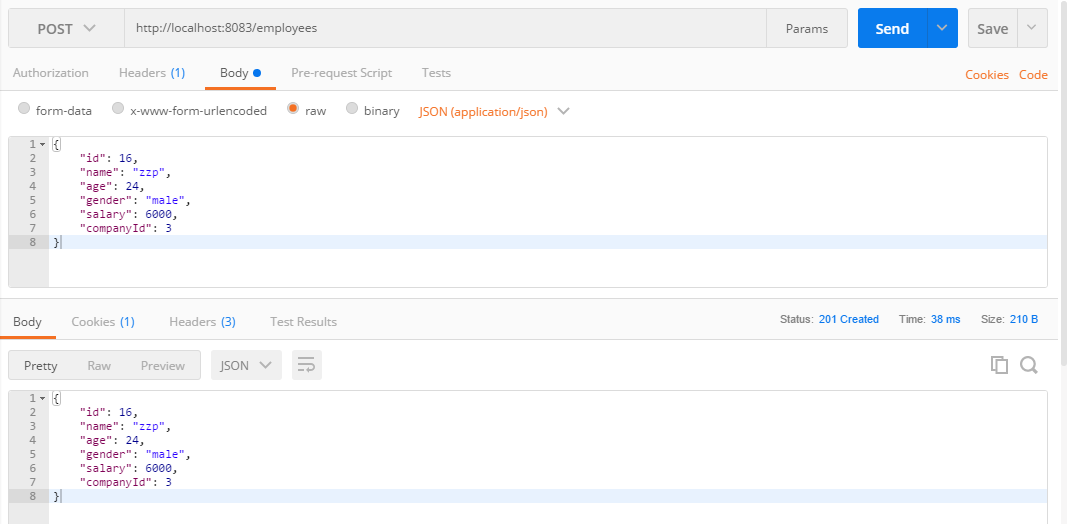 POST http://localhost:8083/employees Params Send Save
Authorization Headers (1) Body Pre-request Script Tests Cookies Code
form-data x-www-form-urlencoded raw binary JSON (application/json)
1 {
2 "id": 16,
3 "name": "zzp",
4 "age": 24,
5 "gender": "male",
6 "salary": 6000,
7 "companyId": 3
8 }
Body Cookies (1) Headers (3) Test Results Status: 201 Created Time: 38 ms Size: 210 B
Pretty Raw Preview JSON
1 {
2 "id": 16,
3 "name": "zzp",
4 "age": 24,
5 "gender": "male",
6 "salary": 6000,
7 "companyId": 3
8 }